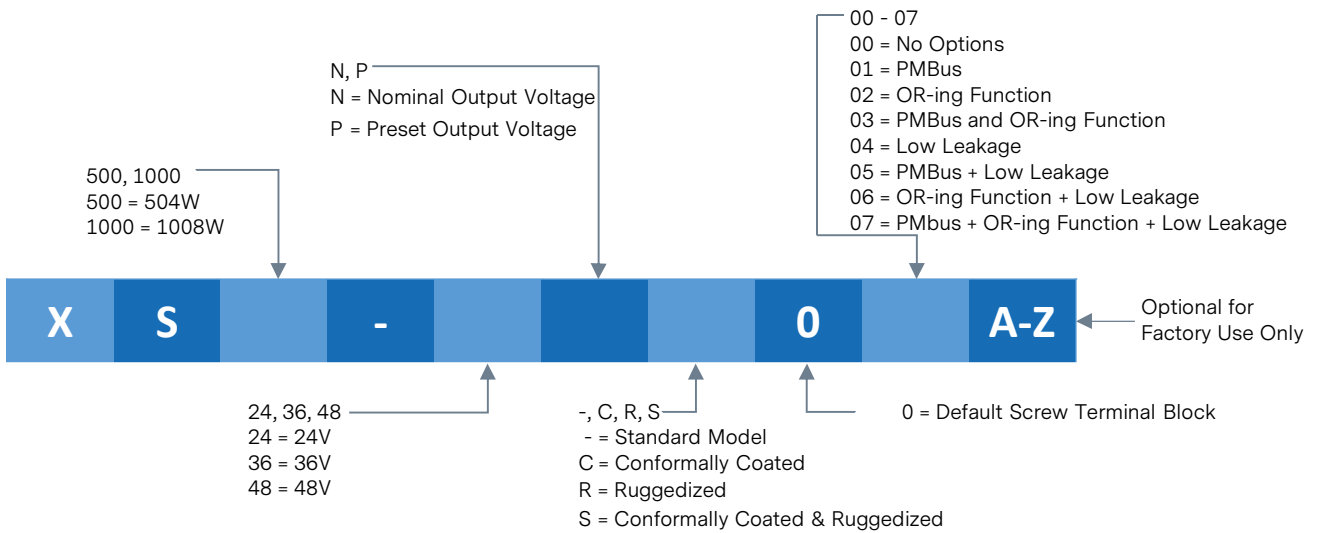 00 - 07
00 = No Options
01 = PMBus
02 = OR-ing Function
03 = PMBus and OR-ing Function
04 = Low Leakage
05 = PMBus + Low Leakage
06 = OR-ing Function + Low Leakage
07 = PMbus + OR-ing Function + Low Leakage
N, P
N = Nominal Output Voltage
P = Preset Output Voltage
500, 1000
500 = 504W
1000 = 1008W
X S - 0 A-Z
Optional for
Factory Use Only
24, 36, 48
24 = 24V
36 = 36V
48 = 48V
-, C, R, S
- = Standard Model
C = Conformally Coated
R = Ruggedized
S = Conformally Coated & Ruggedized
0 = Default Screw Terminal Block